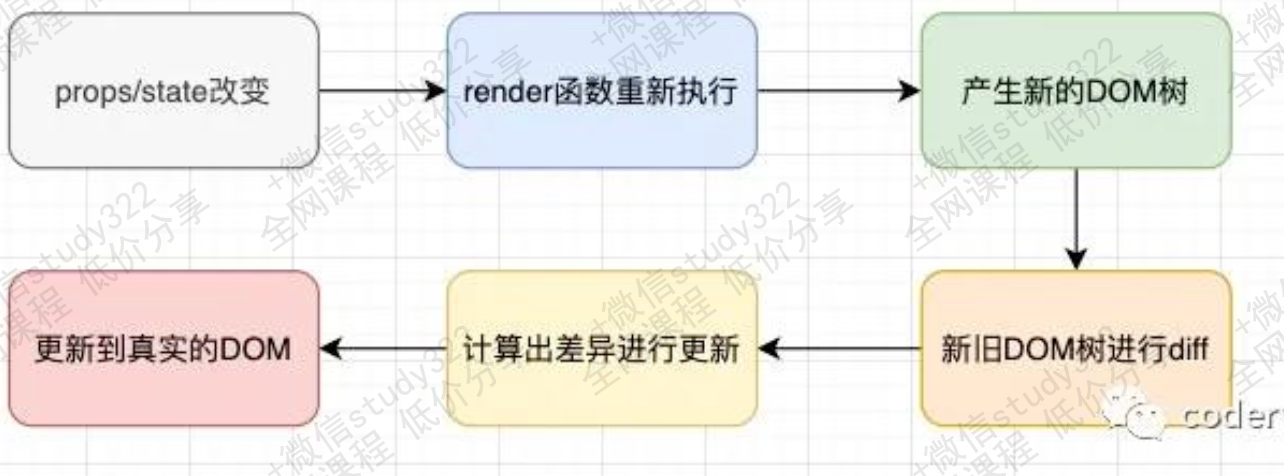 props/state改变
render函数重新执行
产生新的DOM树
更新到真实的DOM
计算出差异进行更新
新旧DOM树进行diff
coder
+微信study322
全网课程 低价分享